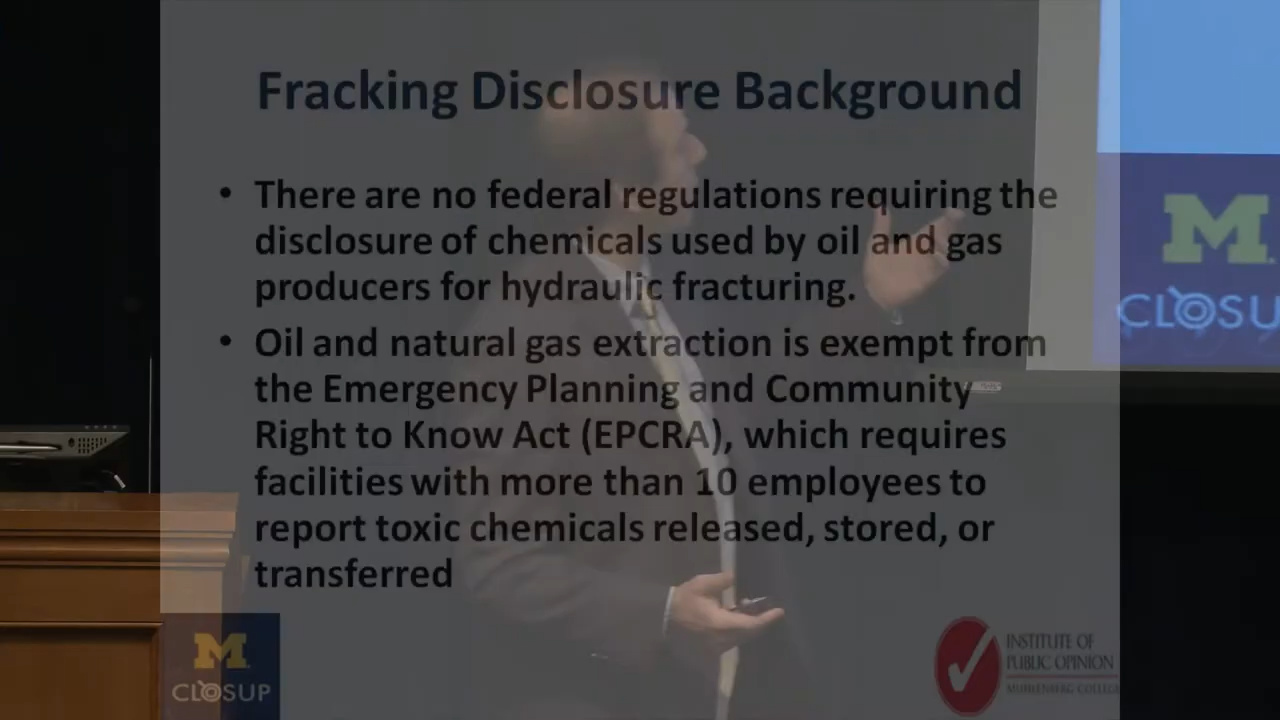 Fracking Disclosure Background
• There are no federal regulations requiring the
disclosure of chemicals used by oil and gas
producers for hydraulic fracturing.
• Oil and natural gas extraction is exempt from
the Emergency Planning and Community
Right to Know Act (EPCRA), which requires
facilities with more than 10 employees to
report toxic chemicals released, stored, or
transferred
M
CLOSU
M
CLOSUP
INSTITUTE OF
PUBLIC OPINION
MUHLENBERG COLLEGE